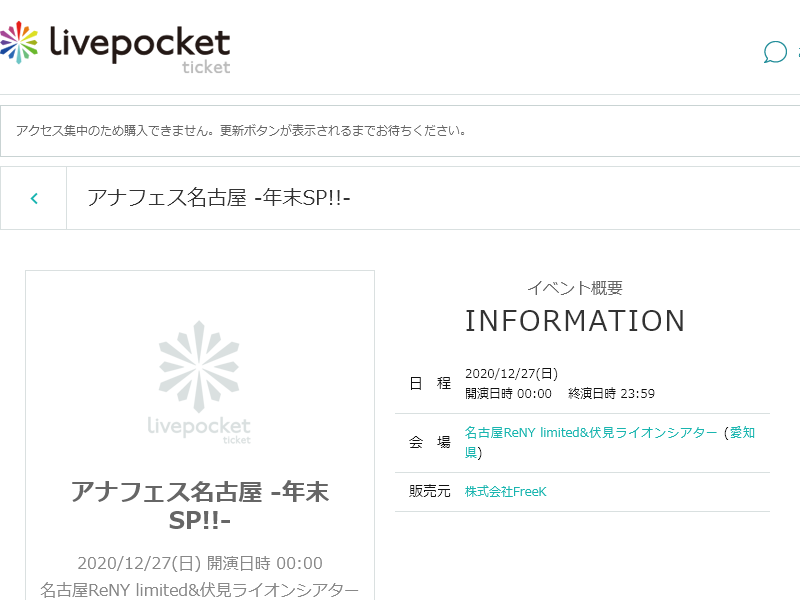 livepocket
ticket
アクセス集中のため購入できません。更新ボタンが表示されるまでお待ちください。
アナフェス名古屋 -年末SP!!-
livepocket
ticket
アナフェス名古屋 -年末
SP!!-
2020/12/27(日) 開演日時 00:00
名古屋ReNY limited&伏見ライオンシアター
イベント概要
INFORMATION
日 程
2020/12/27(日)
開演日時 00:00 終演日時 23:59
会 場
名古屋ReNY limited&伏見ライオンシアター (愛知
県)
販売元
株式会社FreeK